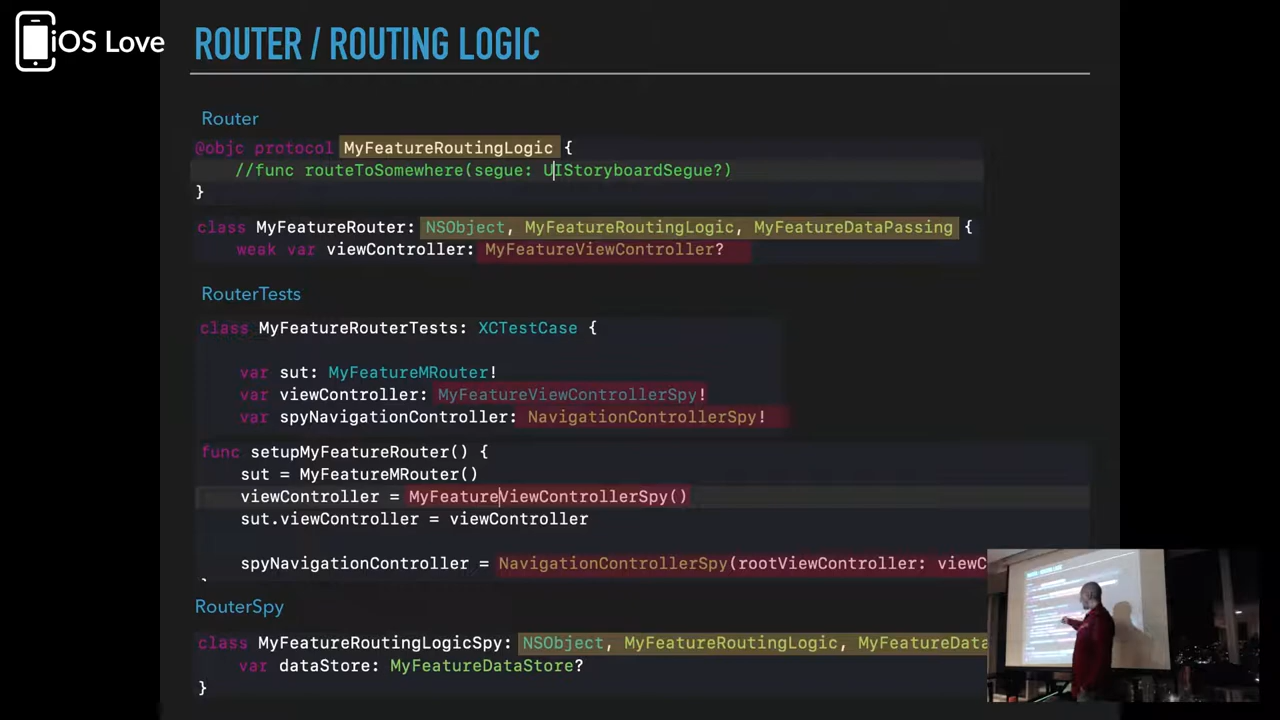 iOS Love
ROUTER / ROUTING LOGIC
Router
@objc protocol MyFeatureRoutingLogic {
//func routeToSomewhere(segue: UIStoryboardSegue?)
}
class MyFeatureRouter: NSObject, MyFeatureRoutingLogic, MyFeatureDataPassing {
weak var viewController: MyFeatureViewController?
RouterTests
class MyFeatureRouterTests: XCTestCase {
var sut: MyFeatureMRouter!
var viewController: MyFeatureViewControllerSpy!
var spyNavigationController: NavigationControllerSpy!
func setupMyFeatureRouter() {
sut = MyFeatureMRouter()
viewController = MyFeatureViewControllerSpy()
sut.viewController = viewController
spyNavigationController = NavigationControllerSpy(rootViewController: viewC
RouterSpy
class MyFeatureRoutingLogicSpy: NSObject, MyFeatureRoutingLogic, MyFeatureData
var dataStore: MyFeatureDataStore?
}